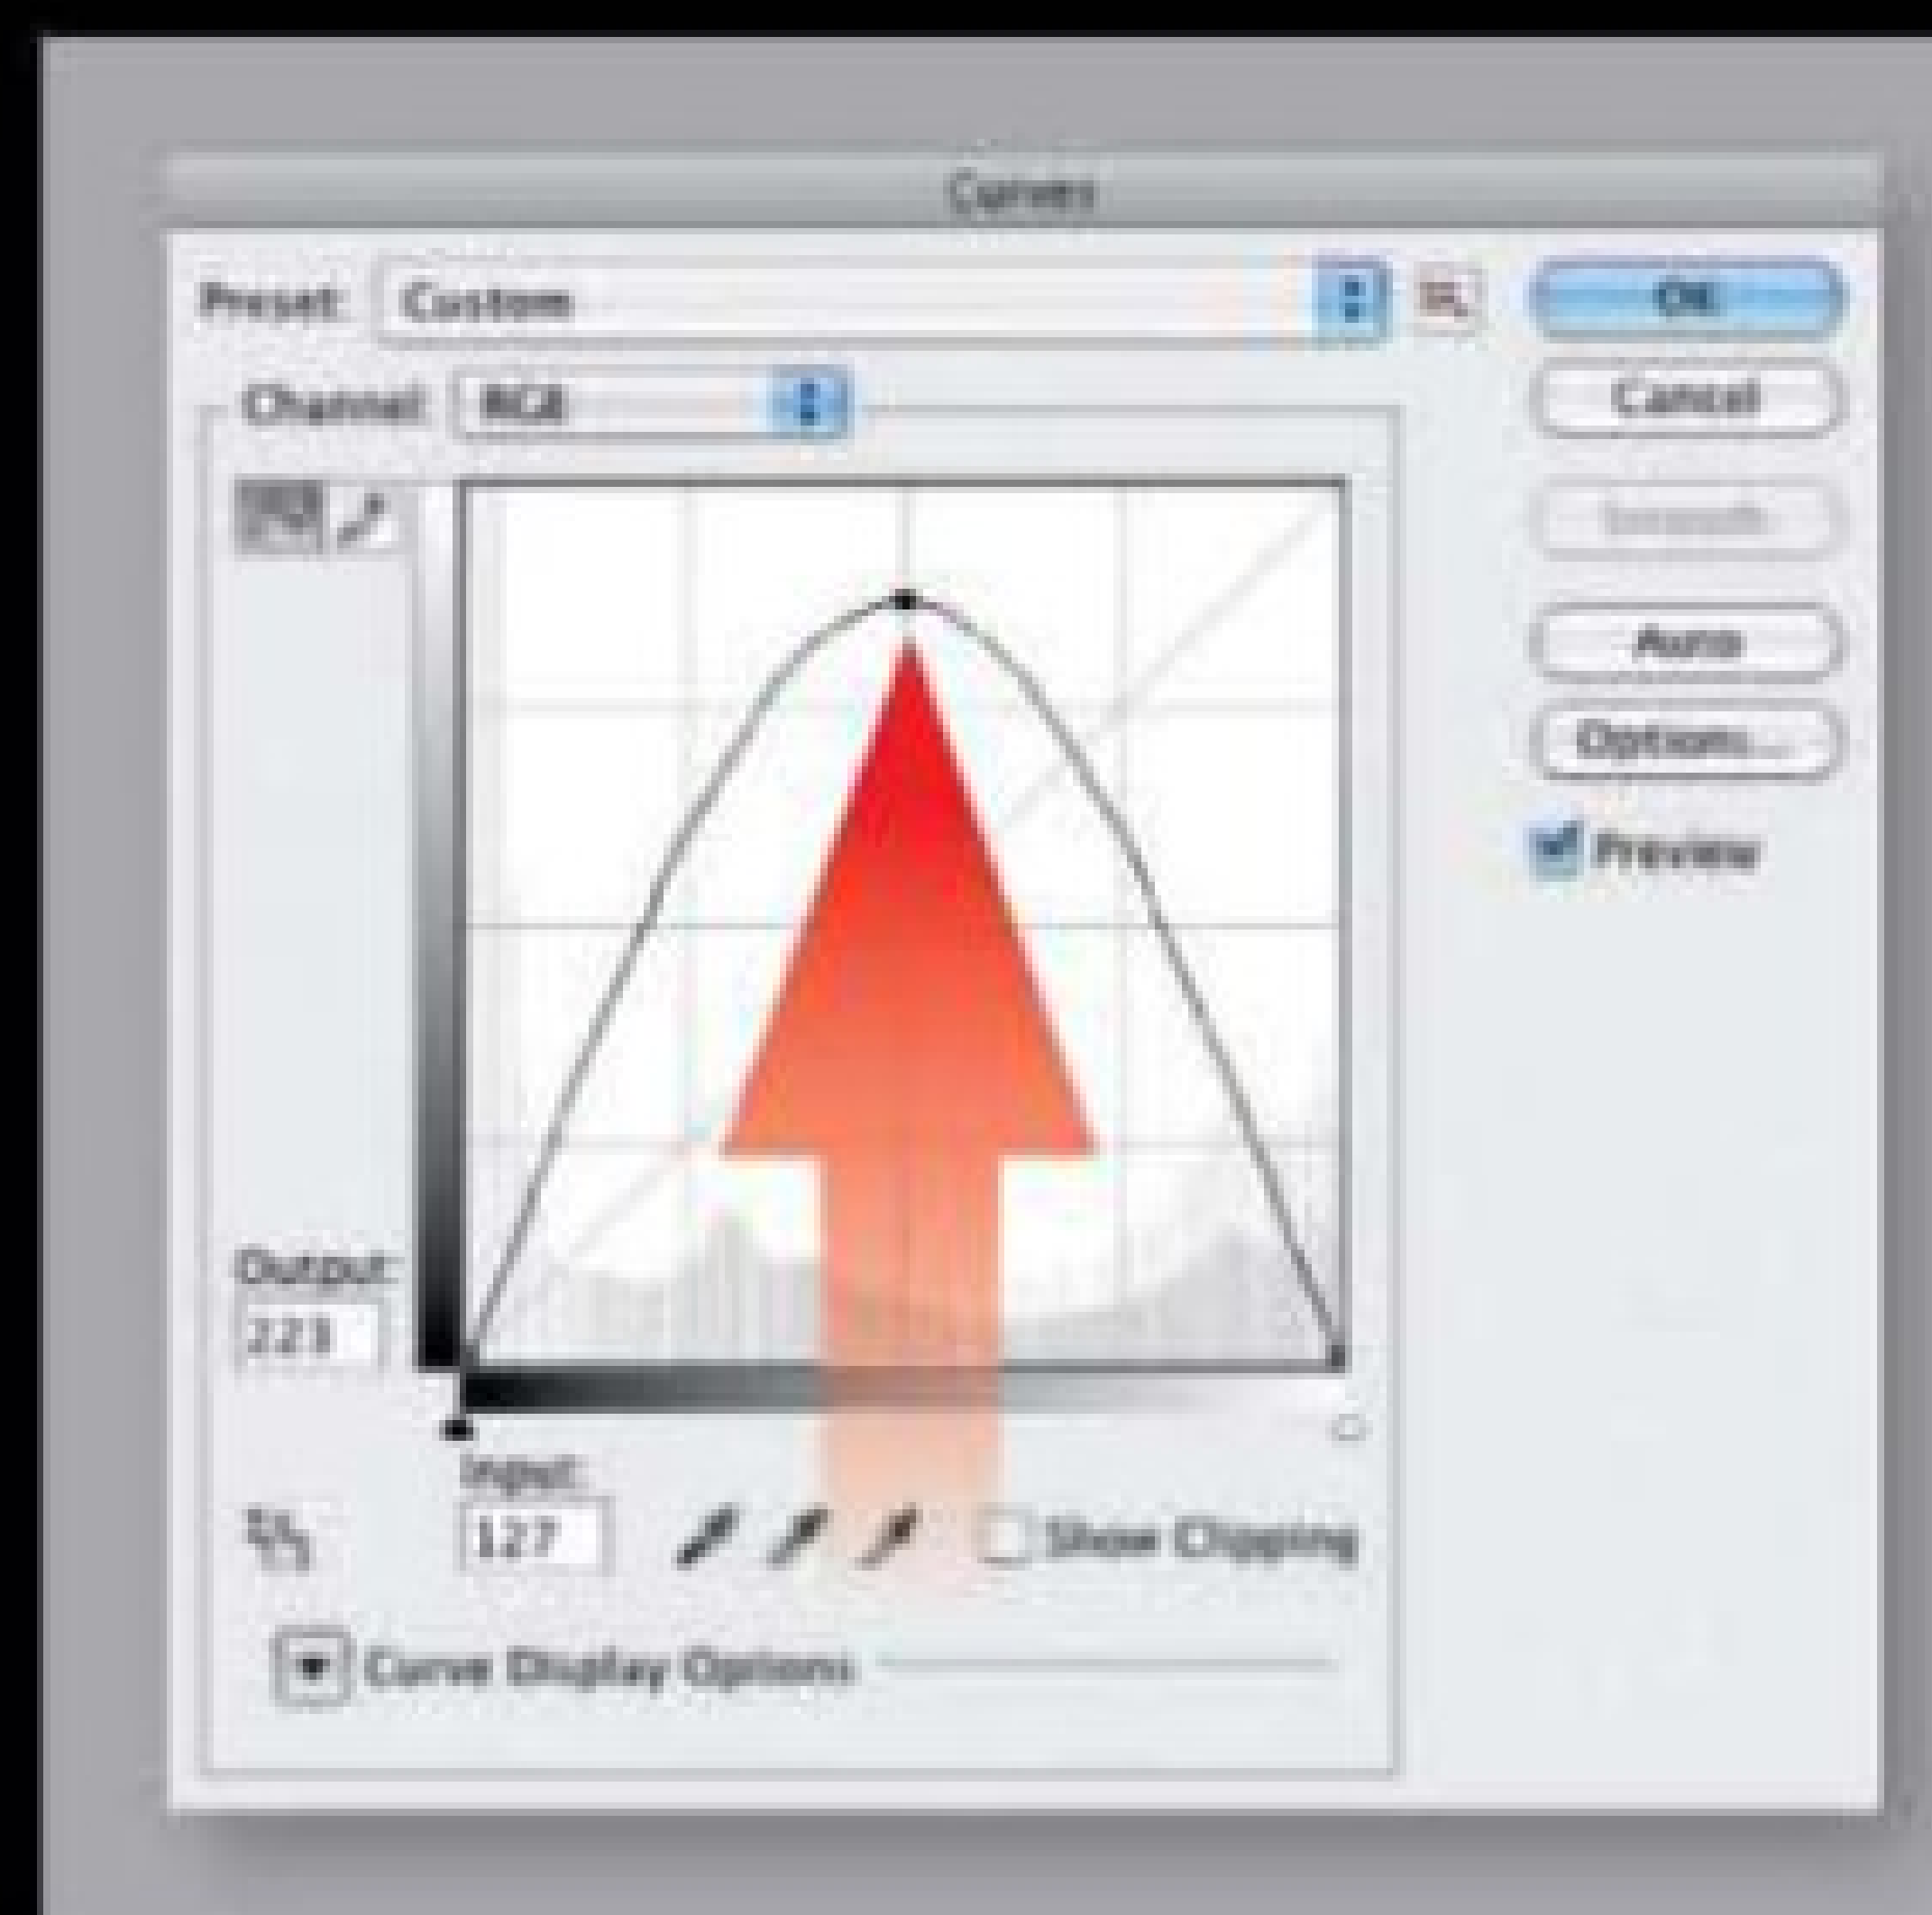 Curves
Preset: Custom
OK
Channel: RGB
Cancel
Smooth
Auto
Options...
Preview
Output:
223
Input:
127
Show Clipping
Curve Display Options